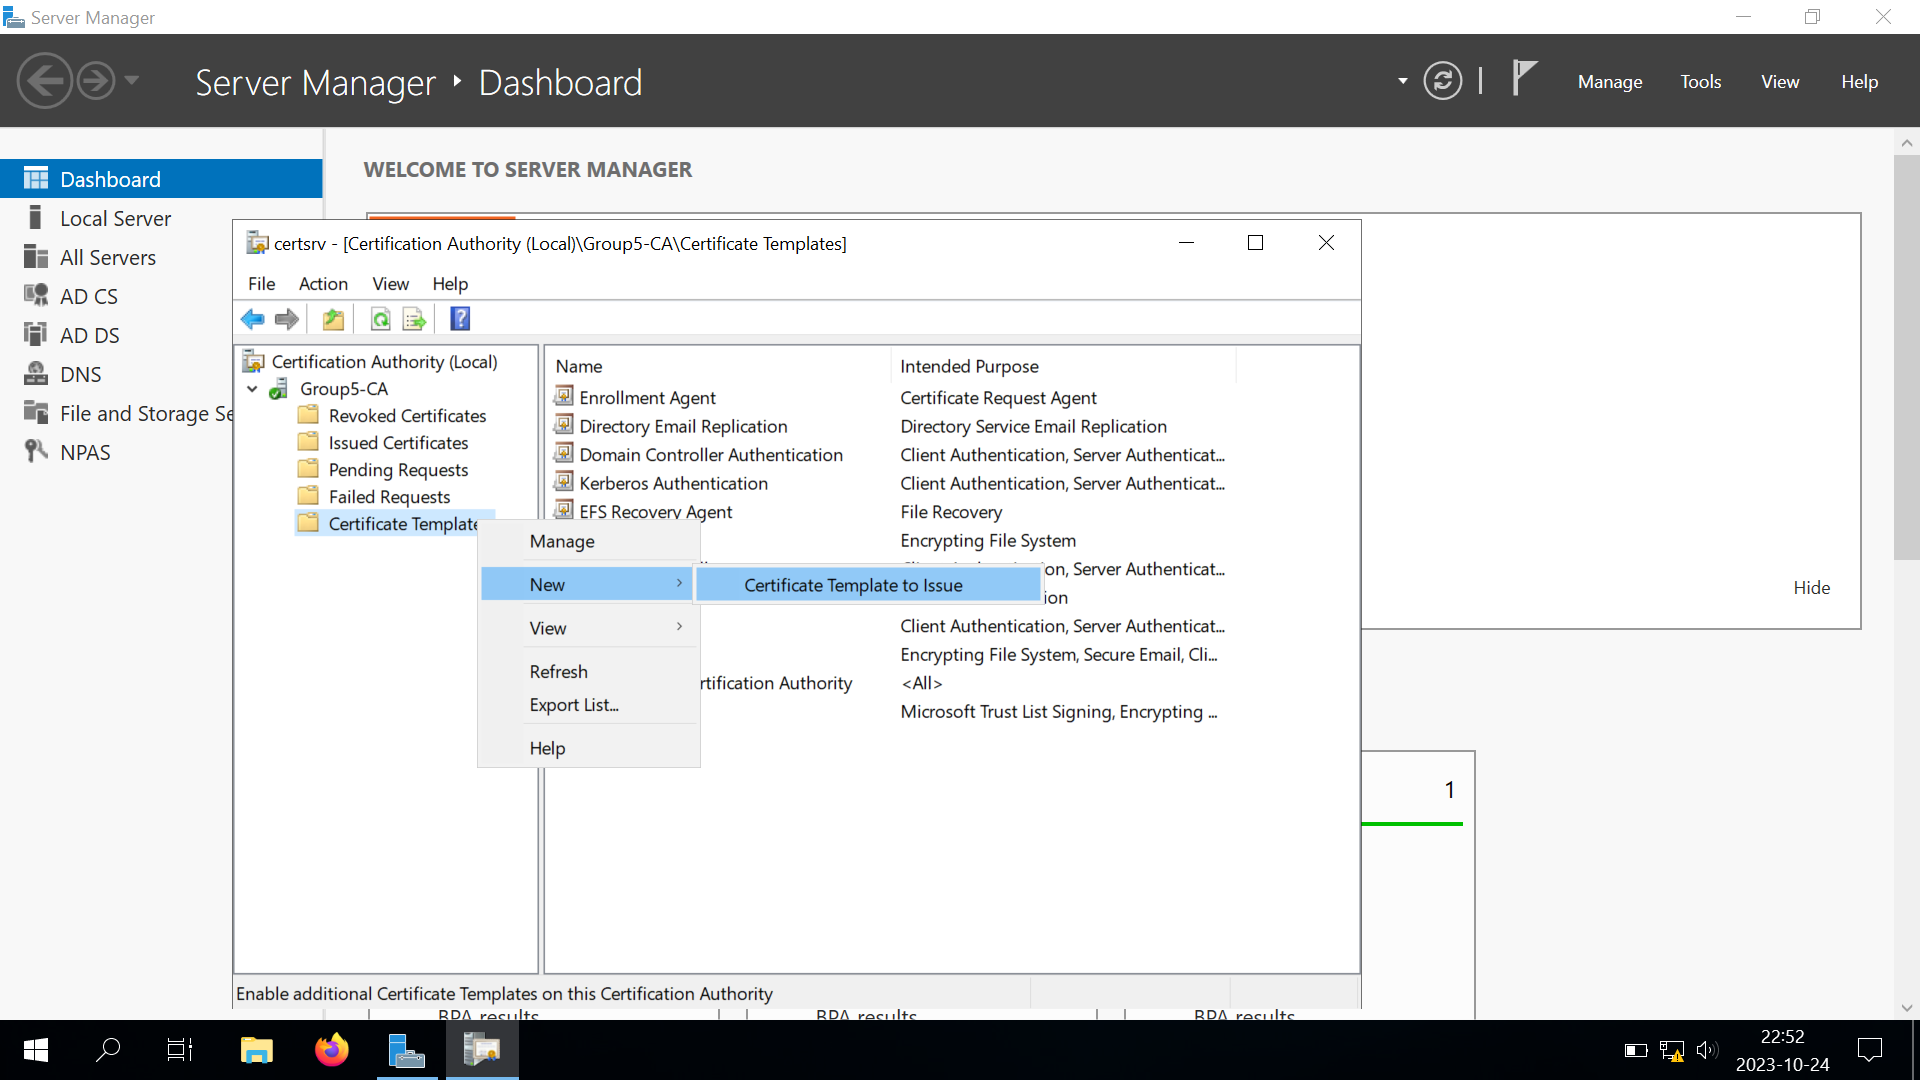 Server Manager
Server Manager ‣ Dashboard
Manage
Tools
View
Help
Dashboard
Local Server
All Servers
AD CS
AD DS
DNS
File and Storage Se
NPAS
WELCOME TO SERVER MANAGER
Hide
1
certsrv - [Certification Authority (Local)\Group5-CA\Certificate Templates]
File
Action
View
Help
Certification Authority (Local)
Group5-CA
Revoked Certificates
Issued Certificates
Pending Requests
Failed Requests
Certificate Template
Name
Intended Purpose
Enrollment Agent
Certificate Request Agent
Directory Email Replication
Directory Service Email Replication
Domain Controller Authentication
Client Authentication, Server Authenticat...
Kerberos Authentication
Client Authentication, Server Authenticat...
EFS Recovery Agent
File Recovery
Encrypting File System
on, Server Authenticat...
ion
Client Authentication, Server Authenticat...
Encrypting File System, Secure Email, Cli...
rtification Authority
<All>
Microsoft Trust List Signing, Encrypting ...
Manage
New
View
Refresh
Export List...
Help
Certificate Template to Issue
Enable additional Certificate Templates on this Certification Authority
BPA results
BPA results
BPA results
22:52
2023-10-24